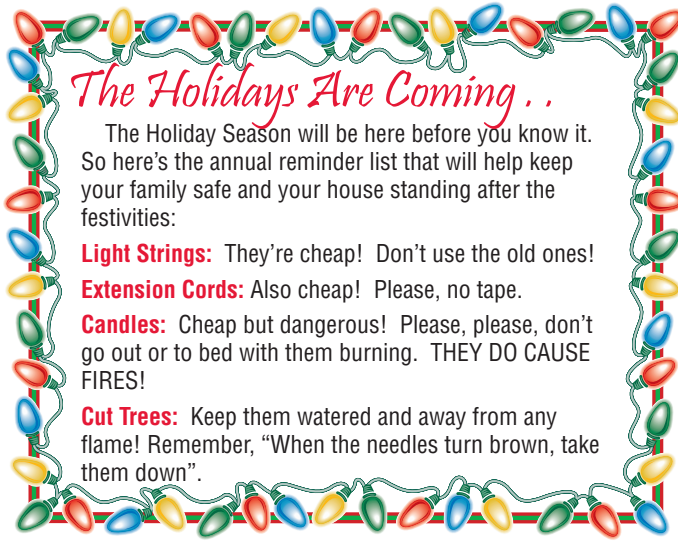 The Holidays Are Coming . .
The Holiday Season will be here before you know it.
So here's the annual reminder list that will help keep
your family safe and your house standing after the
festivities:
Light Strings:  They're cheap!  Don't use the old ones!
Extension Cords: Also cheap!  Please, no tape.
Candles:  Cheap but dangerous!  Please, please, don't
go out or to bed with them burning.  THEY DO CAUSE
FIRES!
Cut Trees:  Keep them watered and away from any
flame! Remember, “When the needles turn brown, take
them down”.